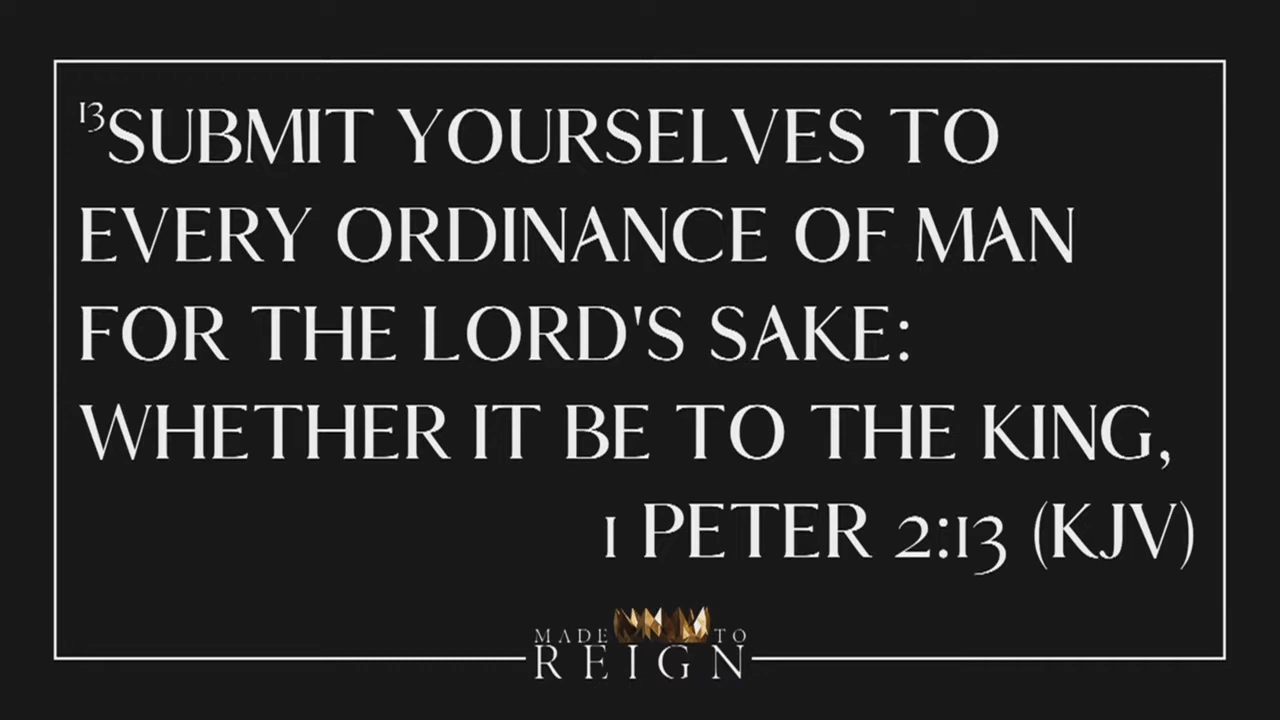 13SUBMIT YOURSELVES TO
EVERY ORDINANCE OF MAN
FOR THE LORD'S SAKE:
WHETHER IT BE TO THE KING,
1 PETER 2:13 (KJV)
MADE TO
REIGN